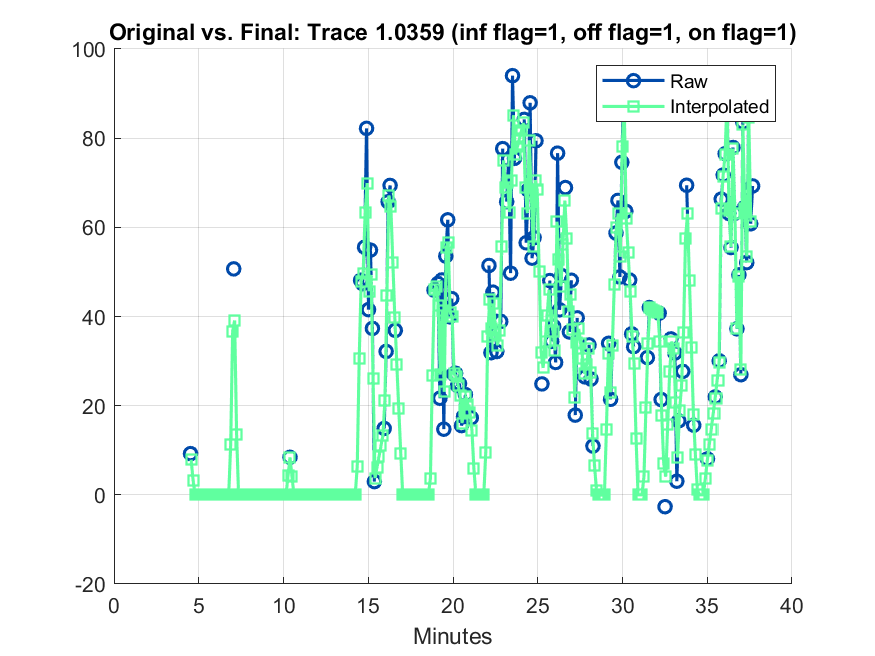 Original vs. Final: Trace 1.0359 (inf flag=1, off flag=1, on flag=1)
Raw
Interpolated
100
80
60
40
20
0
-20
0 5 10 15 20 25 30 35 40
Minutes